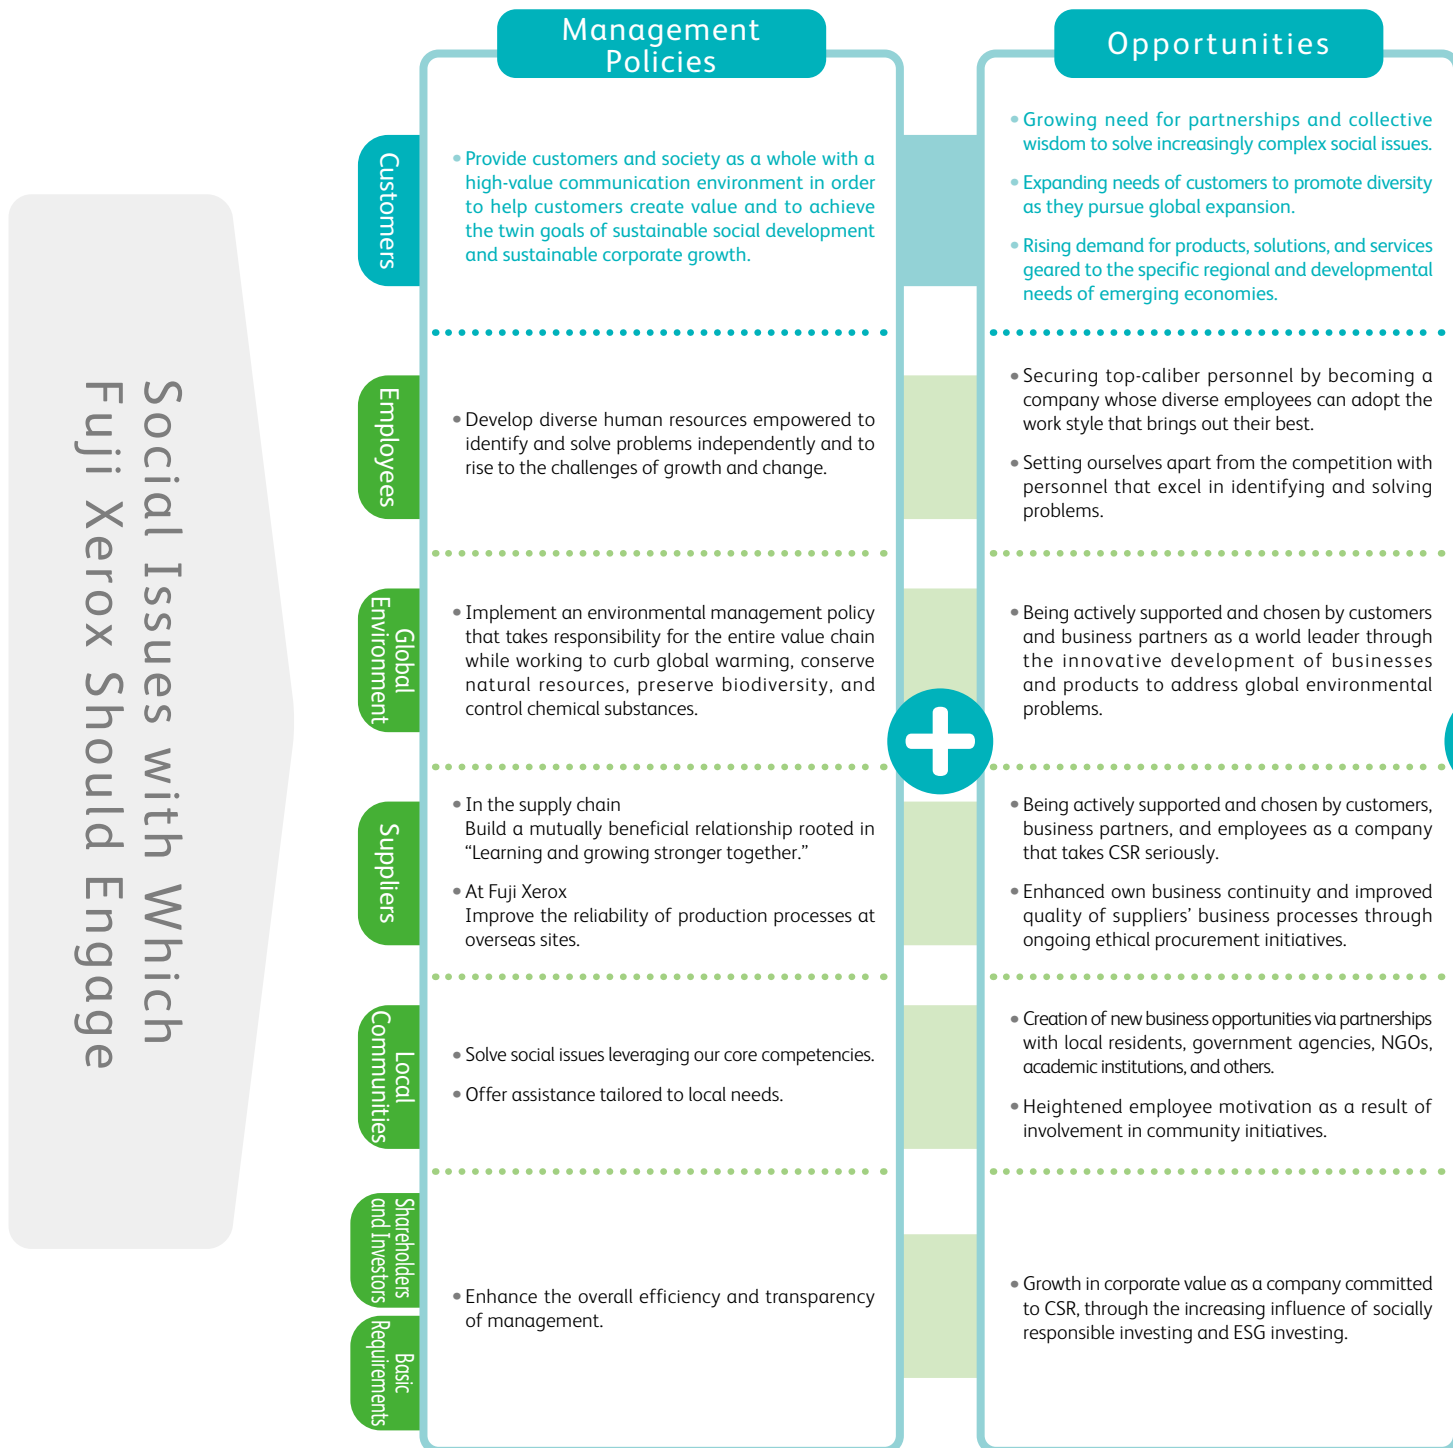 Social Issues with Which
Fuji Xerox Should Engage
Management
Policies
Opportunities
Customers
• Provide customers and society as a whole with a
high-value communication environment in order
to help customers create value and to achieve
the twin goals of sustainable social development
and sustainable corporate growth.
• Growing need for partnerships and collective
wisdom to solve increasingly complex social issues.
• Expanding needs of customers to promote diversity
as they pursue global expansion.
• Rising demand for products, solutions, and services
geared to the specific regional and developmental
needs of emerging economies.
Employees
• Develop diverse human resources empowered to
identify and solve problems independently and to
rise to the challenges of growth and change.
• Securing top-caliber personnel by becoming a
company whose diverse employees can adopt the
work style that brings out their best.
• Setting ourselves apart from the competition with
personnel that excel in identifying and solving
problems.
Global
Environment
• Implement an environmental management policy
that takes responsibility for the entire value chain
while working to curb global warming, conserve
natural resources, preserve biodiversity, and
control chemical substances.
• Being actively supported and chosen by customers
and business partners as a world leader through
the innovative development of businesses
and products to address global environmental
problems.
Suppliers
• In the supply chain
Build a mutually beneficial relationship rooted in
“Learning and growing stronger together.”
• At Fuji Xerox
Improve the reliability of production processes at
overseas sites.
• Being actively supported and chosen by customers,
business partners, and employees as a company
that takes CSR seriously.
• Enhanced own business continuity and improved
quality of suppliers’ business processes through
ongoing ethical procurement initiatives.
Local
Communities
• Solve social issues leveraging our core competencies.
• Offer assistance tailored to local needs.
• Creation of new business opportunities via partnerships
with local residents, government agencies, NGOs,
academic institutions, and others.
• Heightened employee motivation as a result of
involvement in community initiatives.
Shareholders
and Investors
Basic
Requirements
• Enhance the overall efficiency and transparency
of management.
• Growth in corporate value as a company committed
to CSR, through the increasing influence of socially
responsible investing and ESG investing.